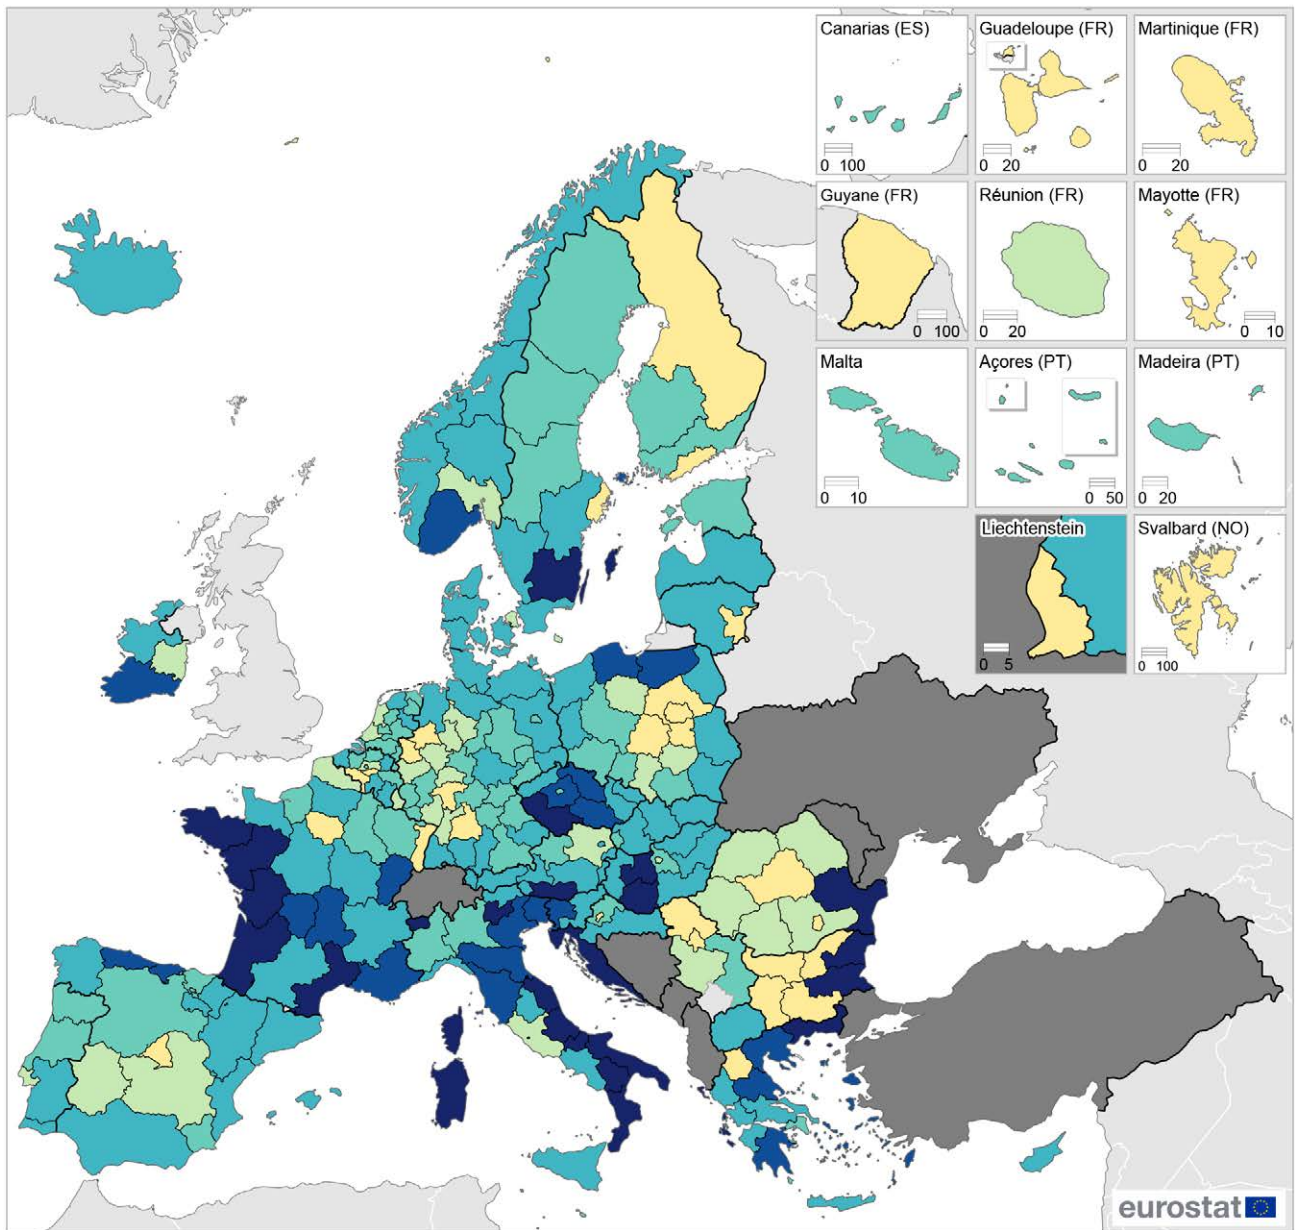 Canarias (ES)
0 100
Guadeloupe (FR)
0 20
Martinique (FR)
0 20
Guyane (FR)
0 100
Réunion (FR)
0 20
Mayotte (FR)
0 10
Malta
0 10
Açores (PT)
0 50
Madeira (PT)
0 20
Liechtenstein
0 5
Svalbard (NO)
0 100
eurostat